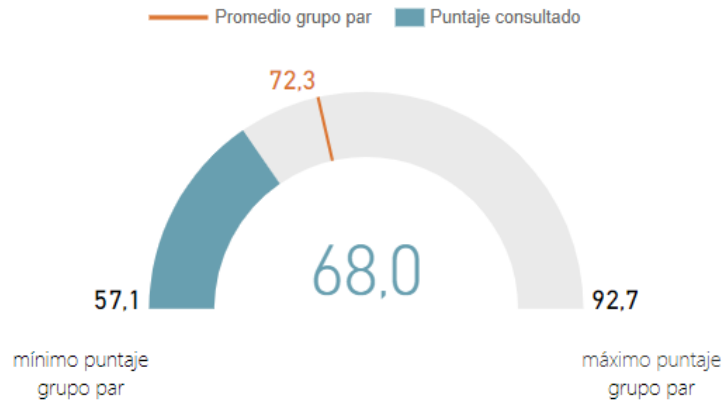 Promedio grupo par
Puntaje consultado
72,3
68,0
57,1
92,7
mínimo puntaje
grupo par
máximo puntaje
grupo par